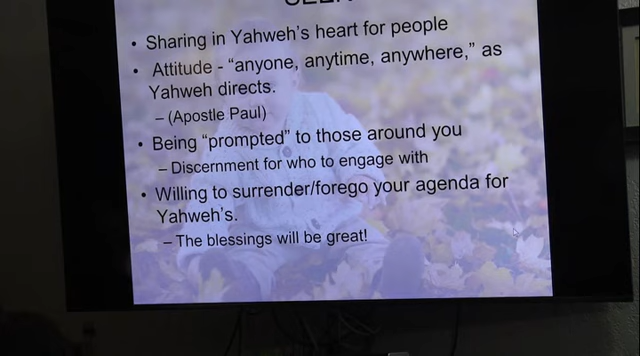 • Sharing in Yahweh's heart for people
• Attitude - "anyone, anytime, anywhere," as
Yahweh directs.
– (Apostle Paul)
• Being "prompted" to those around you
– Discernment for who to engage with
• Willing to surrender/forego your agenda for
Yahweh's.
– The blessings will be great!